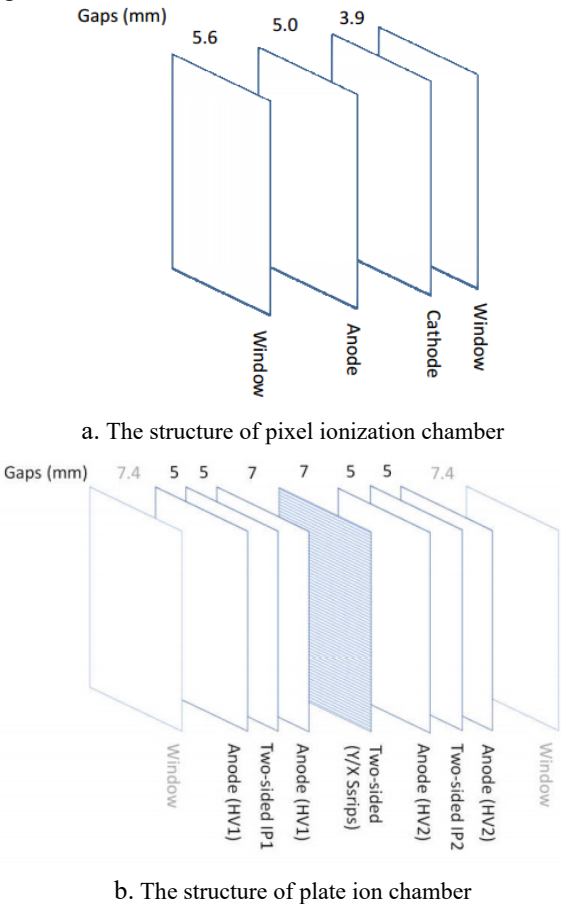 Gaps (mm)
5.6 5.0 3.9
Window Anode Cathode Window
a. The structure of pixel ionization chamber
Gaps (mm) 7.4 5 5 7 7 5 5 7.4
Window
Anode (HV1)
Two-sided IP1
Anode (HV1)
Two-sided
(Y/X Ssrips)
Anode (HV2)
Two-sided IP2
Anode (HV2)
Window
b. The structure of plate ion chamber